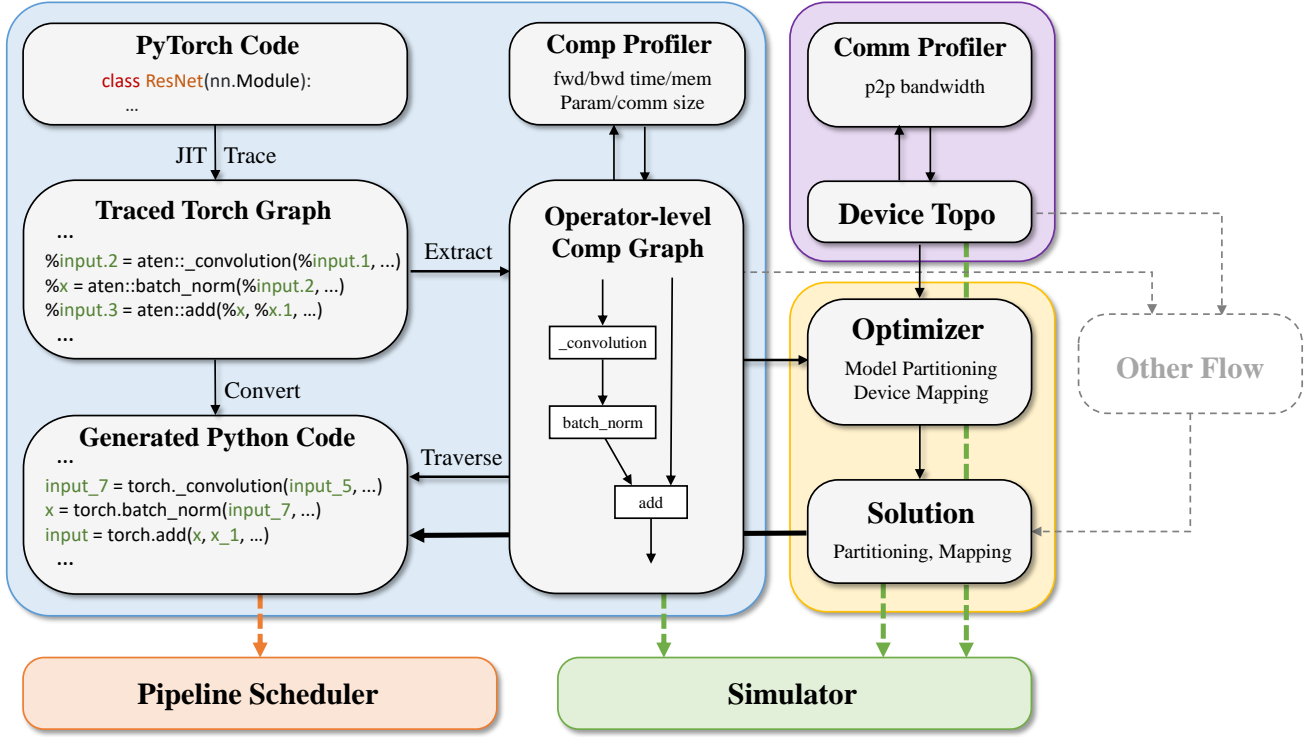 PyTorch Code
class ResNet(nn.Module):
...
JIT Trace
Traced Torch Graph
...
%input.2 = aten::_convolution(%input.1, ...)
%x = aten::batch_norm(%input.2, ...)
%input.3 = aten::add(%x, %x.1, ...)
...
Convert
Generated Python Code
...
input_7 = torch._convolution(input_5, ...)
x = torch.batch_norm(input_7, ...)
input = torch.add(x, x_1, ...)
...
Extract
Traverse
Comp Profiler
fwd/bwd time/mem
Param/comm size
Operator-level
Comp Graph
_convolution
batch_norm
add
Comm Profiler
p2p bandwidth
Device Topo
Optimizer
Model Partitioning
Device Mapping
Solution
Partitioning, Mapping
Other Flow
Pipeline Scheduler
Simulator